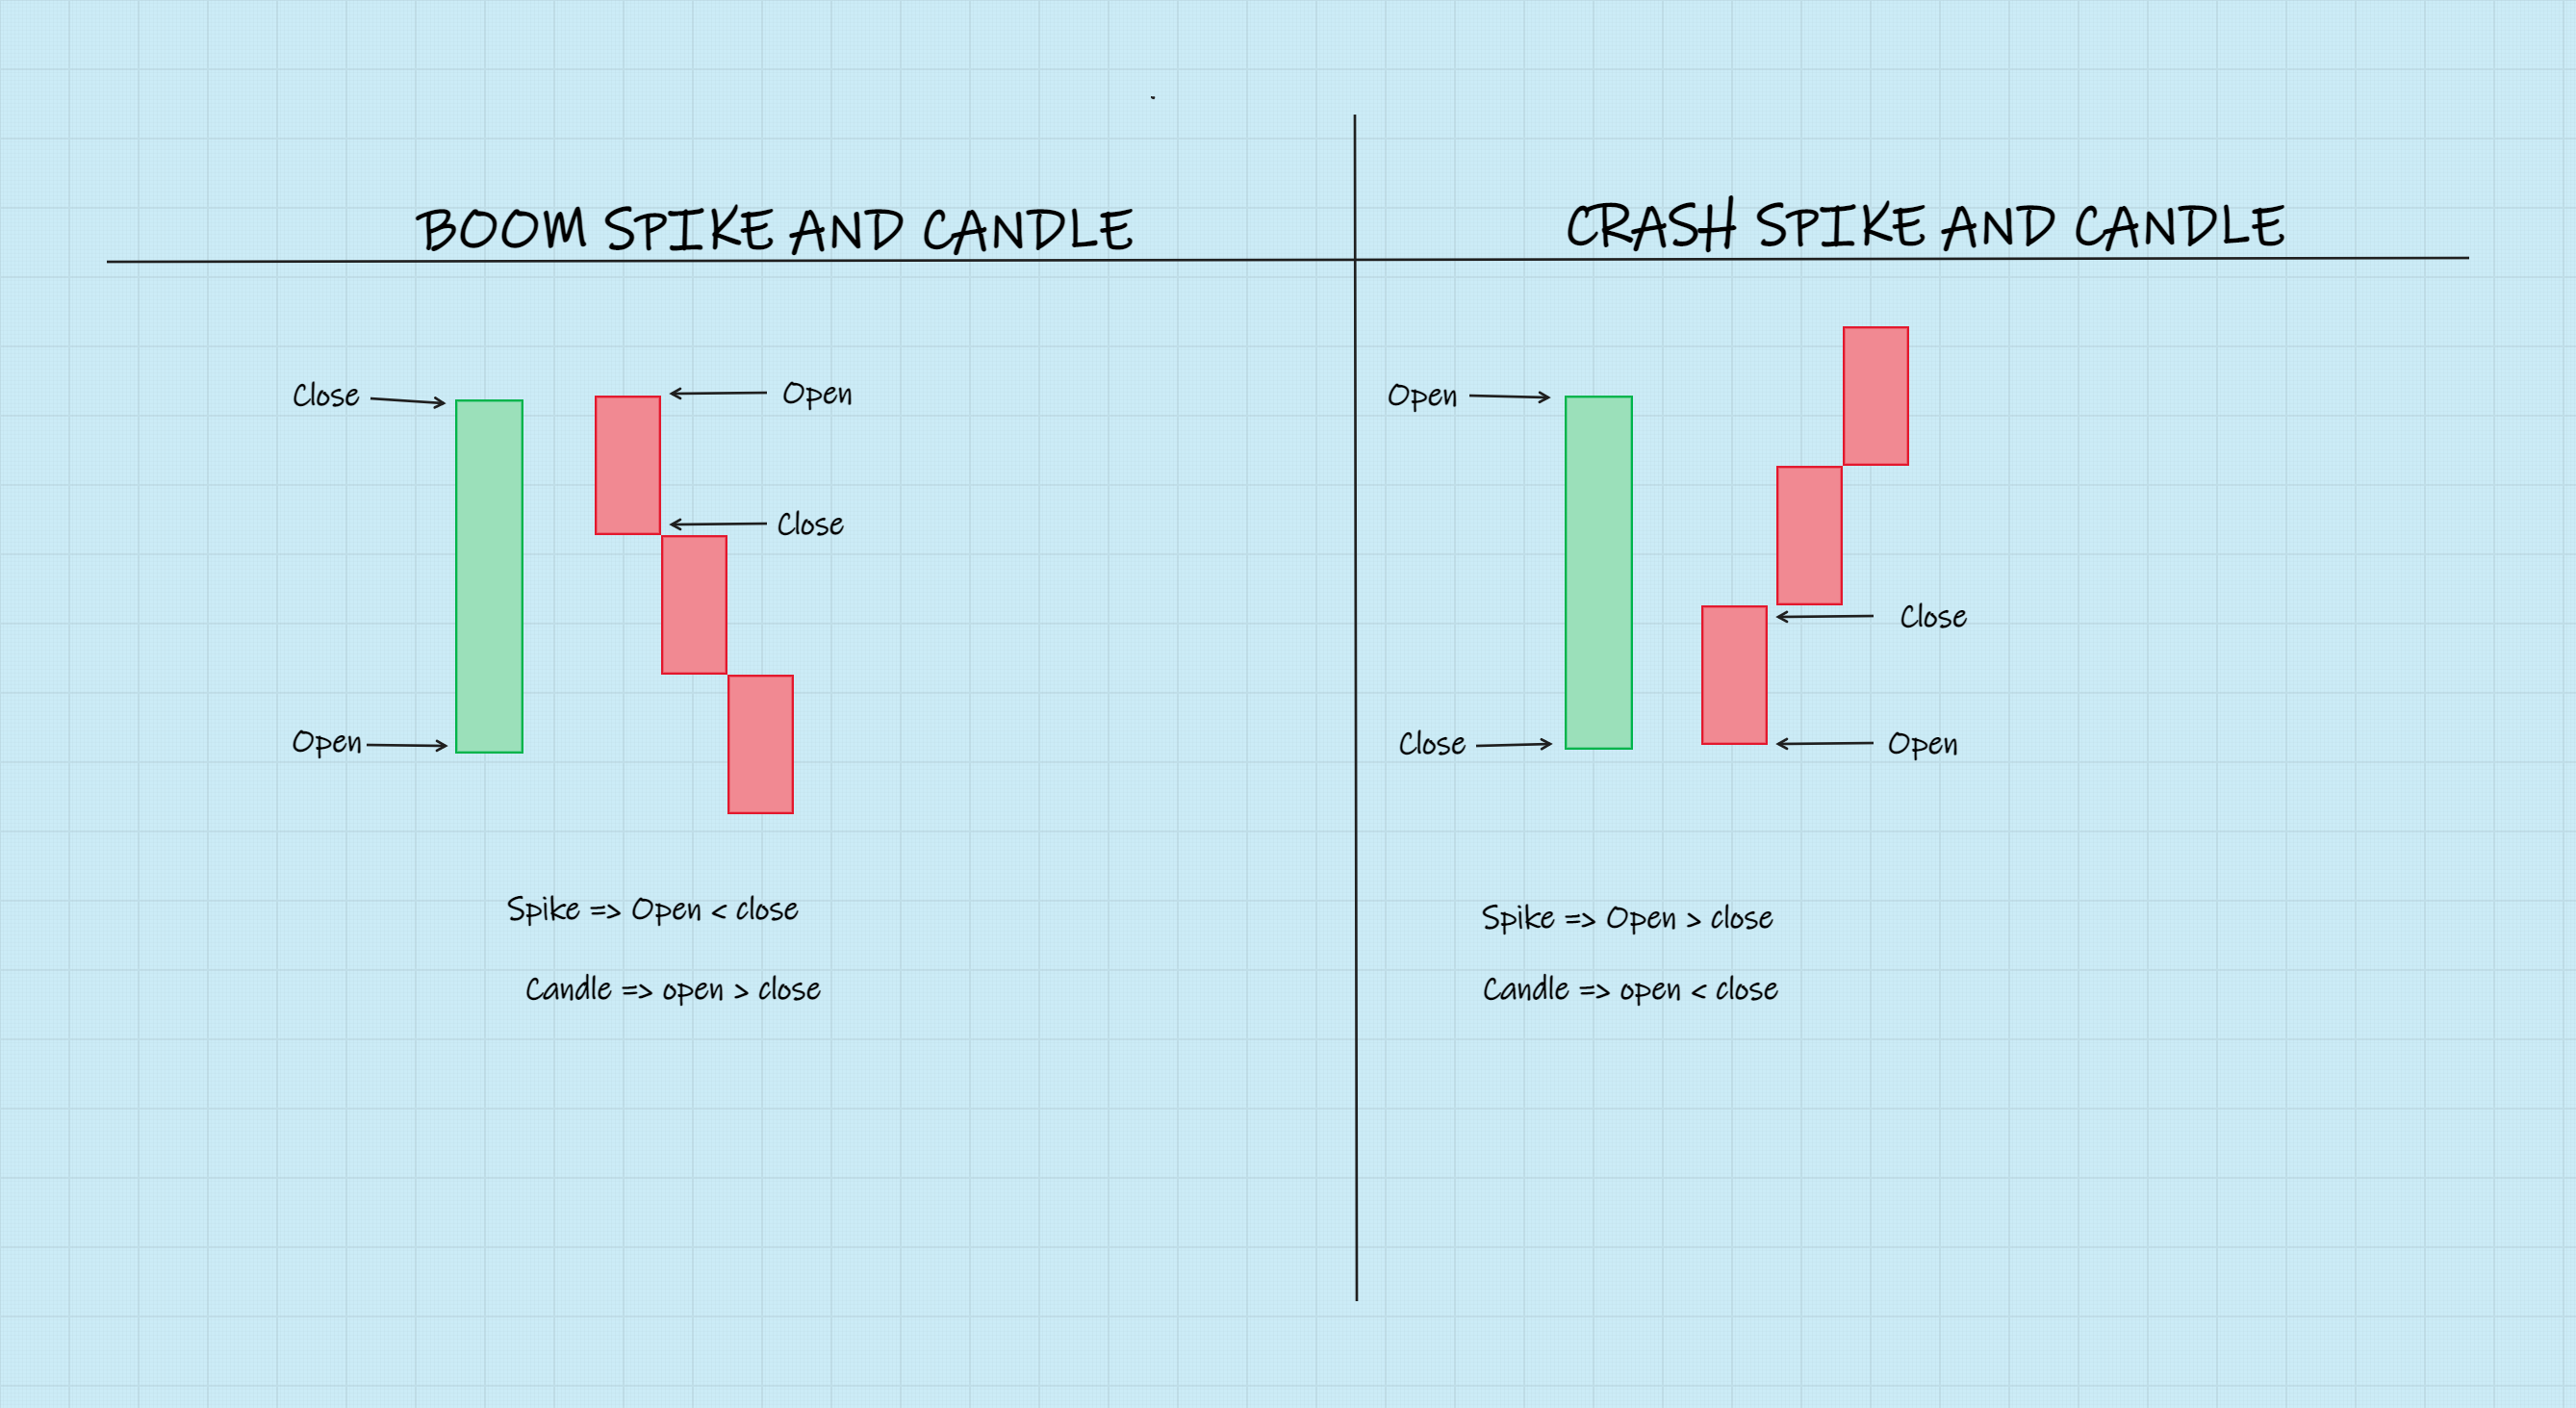 BOOM SPIKE AND CANDLE
Close
Open
Close
Open
Spike => Open < close
Candle => open > close
CRASH SPIKE AND CANDLE
Open
Close
Close
Open
Spike => Open > close
Candle => open < close